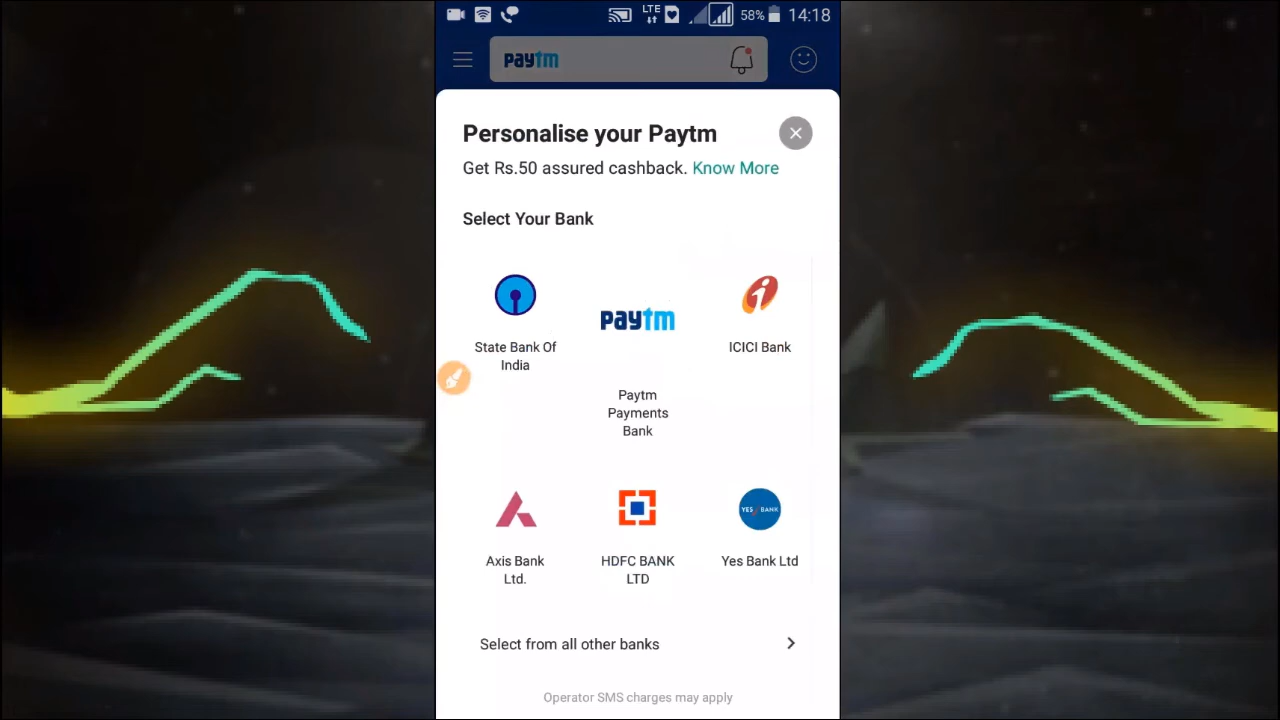 LTE
58%
14:18
paytm
Personalise your Paytm
Get Rs.50 assured cashback. Know More
Select Your Bank
paytm
State Bank Of
India
ICICI Bank
Paytm
Payments
Bank
YES BANK
Axis Bank
Ltd.
HDFC BANK
LTD
Yes Bank Ltd
Select from all other banks
Operator SMS charges may apply